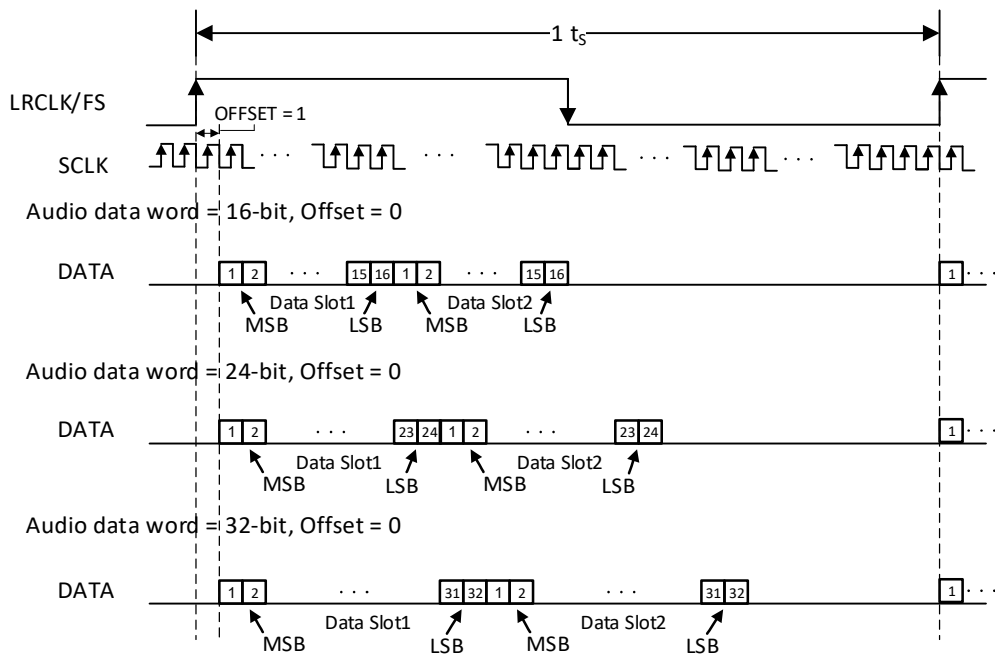 1 tS
LRCLK/FS
OFFSET = 1
SCLK . . . . . . . . . . . .
Audio data word = 16-bit, Offset = 0
DATA 1 2 . . . 15 16 1 2 . . . 15 16 1 . . .
Data Slot1 Data Slot2
MSB LSB MSB LSB
Audio data word = 24-bit, Offset = 0
DATA 1 2 . . . 23 24 1 2 . . . 23 24 1 . . .
Data Slot1 Data Slot2
MSB LSB MSB LSB
Audio data word = 32-bit, Offset = 0
DATA 1 2 . . . 31 32 1 2 . . . 31 32 1 . . .
Data Slot1 Data Slot2
MSB LSB MSB LSB